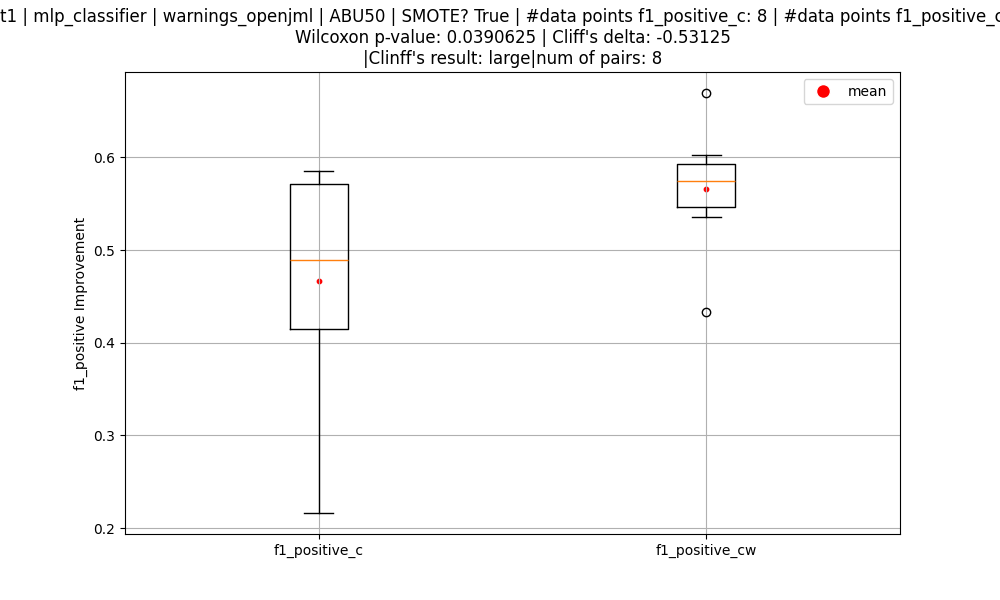 t1 | mlp_classifier | warnings_openjml | ABU50 | SMOTE? True | #data points f1_positive_c: 8 | #data points f1_positive_c
Wilcoxon p-value: 0.0390625 | Cliff's delta: -0.53125
|Clinff's result: large|num of pairs: 8
mean
0.6
0.5
0.4
0.3
0.2
f1_positive Improvement
f1_positive_c
f1_positive_cw